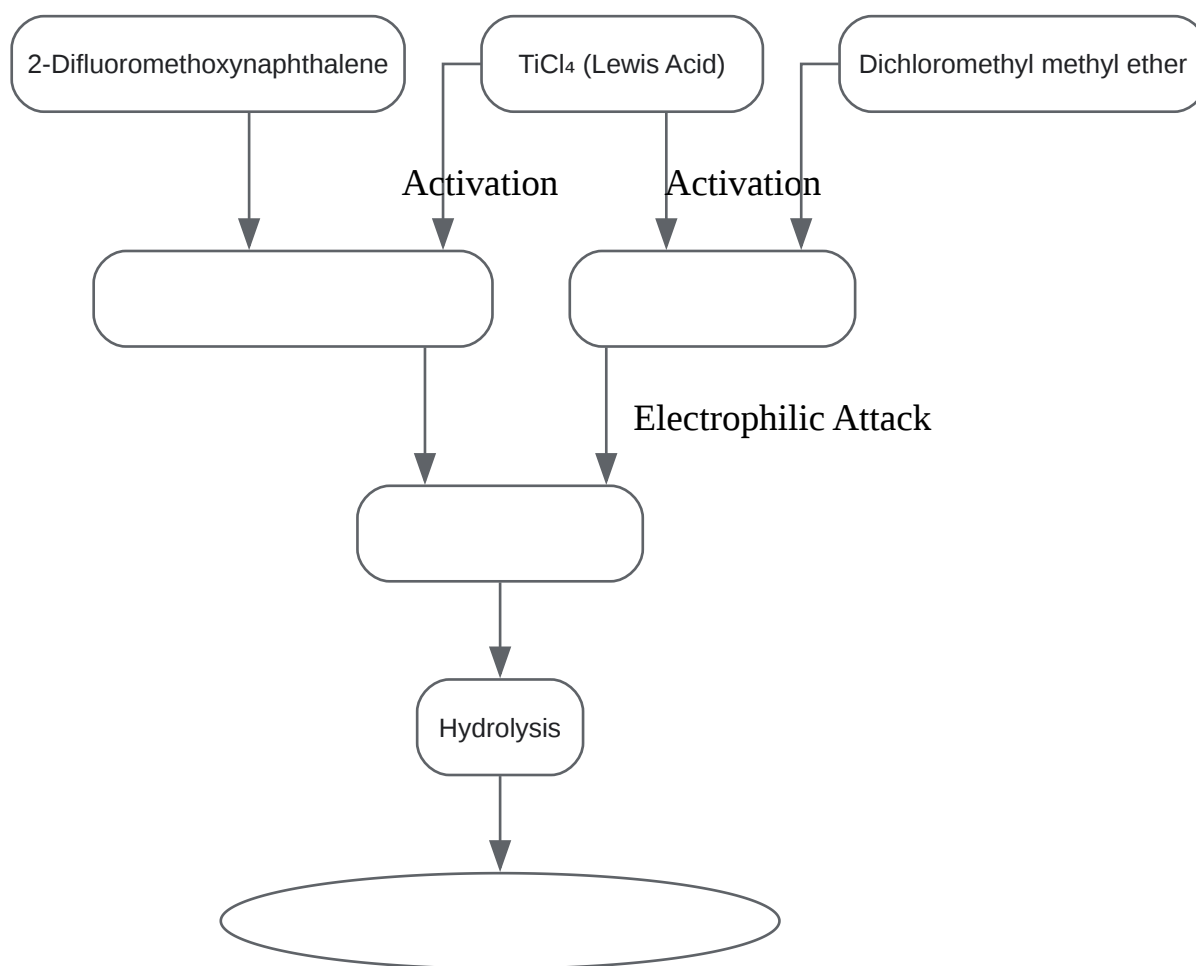 2-Difluoromethoxynaphthalene
TiCl₄ (Lewis Acid)
Dichloromethyl methyl ether
Activation
Activation
Electrophilic Attack
Hydrolysis